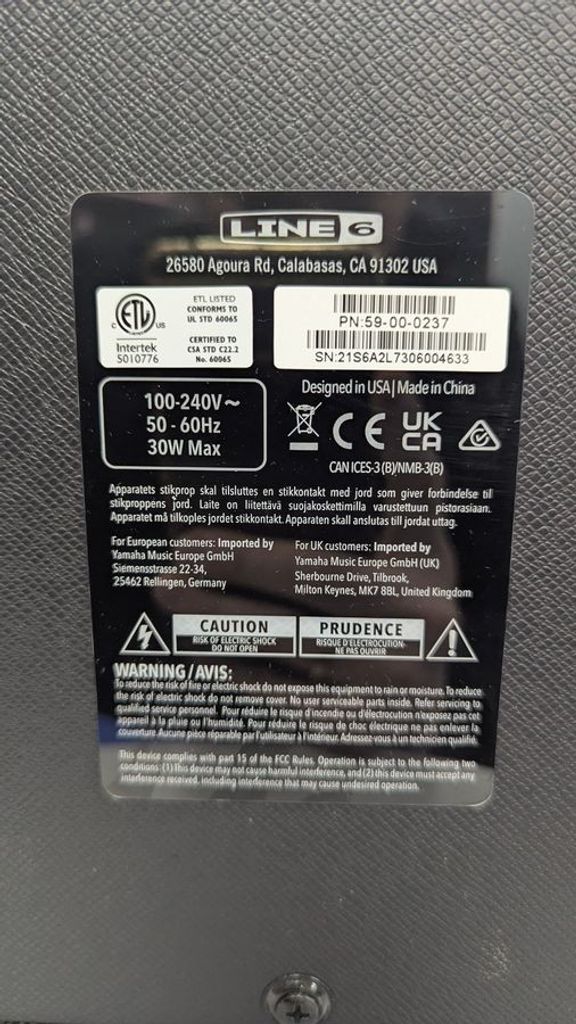 LINE 6
26580 Agoura Rd, Calabasas, CA 91302 USA
ETL LISTED
CONFORMS TO
UL STD 60065
CERTIFIED TO
CSA STD C22.2
No. 60065
C ETL US
Intertek
5010776
PN:59-00-0237
SN:21S6A2L7306004633
100-240V~
50 - 60Hz
30W Max
Designed in USA | Made in China
CE UK CA
CAN ICES-3 (B)/NMB-3(B)
Apparatets stikprop skal tilsluttes en stikkontakt med jord som giver forbindelse til
stikproppens jord. Laite on liitettävä suojakoskettimilla varustettuun pistorasiaan.
Apparatet må tilkoples jordet stikkontakt. Apparaten skall anslutas till jordat uttag.
For European customers: Imported by
Yamaha Music Europe GmbH
Siemensstrasse 22-34,
25462 Rellingen, Germany
For UK customers: Imported by
Yamaha Music Europe GmbH (UK)
Sherbourne Drive, Tilbrook,
Milton Keynes, MK7 8BL, United Kingdom
CAUTION
RISK OF ELECTRIC SHOCK
DO NOT OPEN
PRUDENCE
RISQUE D'ELECTROCUTION-
NE PAS OUVRIR
WARNING/AVIS:
To reduce the risk of fire or electric shock do not expose this equipment to rain or moisture. To reduce
the risk of electric shock do not remove cover. No user serviceable parts inside. Refer servicing to
qualified service personnel. Pour réduire le risque d'incendie ou d'électrocution n'exposez pas cet
appareil à la pluie ou l'humidité. Pour réduire le risque de choc électrique ne pas enlever la
couverture. Aucune pièce réparable par l'utilisateur à l'intérieur. Adressez-vous à un technicien qualifié.
This device complies with part 15 of the FCC Rules. Operation is subject to the following two
conditions: (1) This device may not cause harmful interference, and (2) this device must accept any
interference received, including interference that may cause undesired operation.